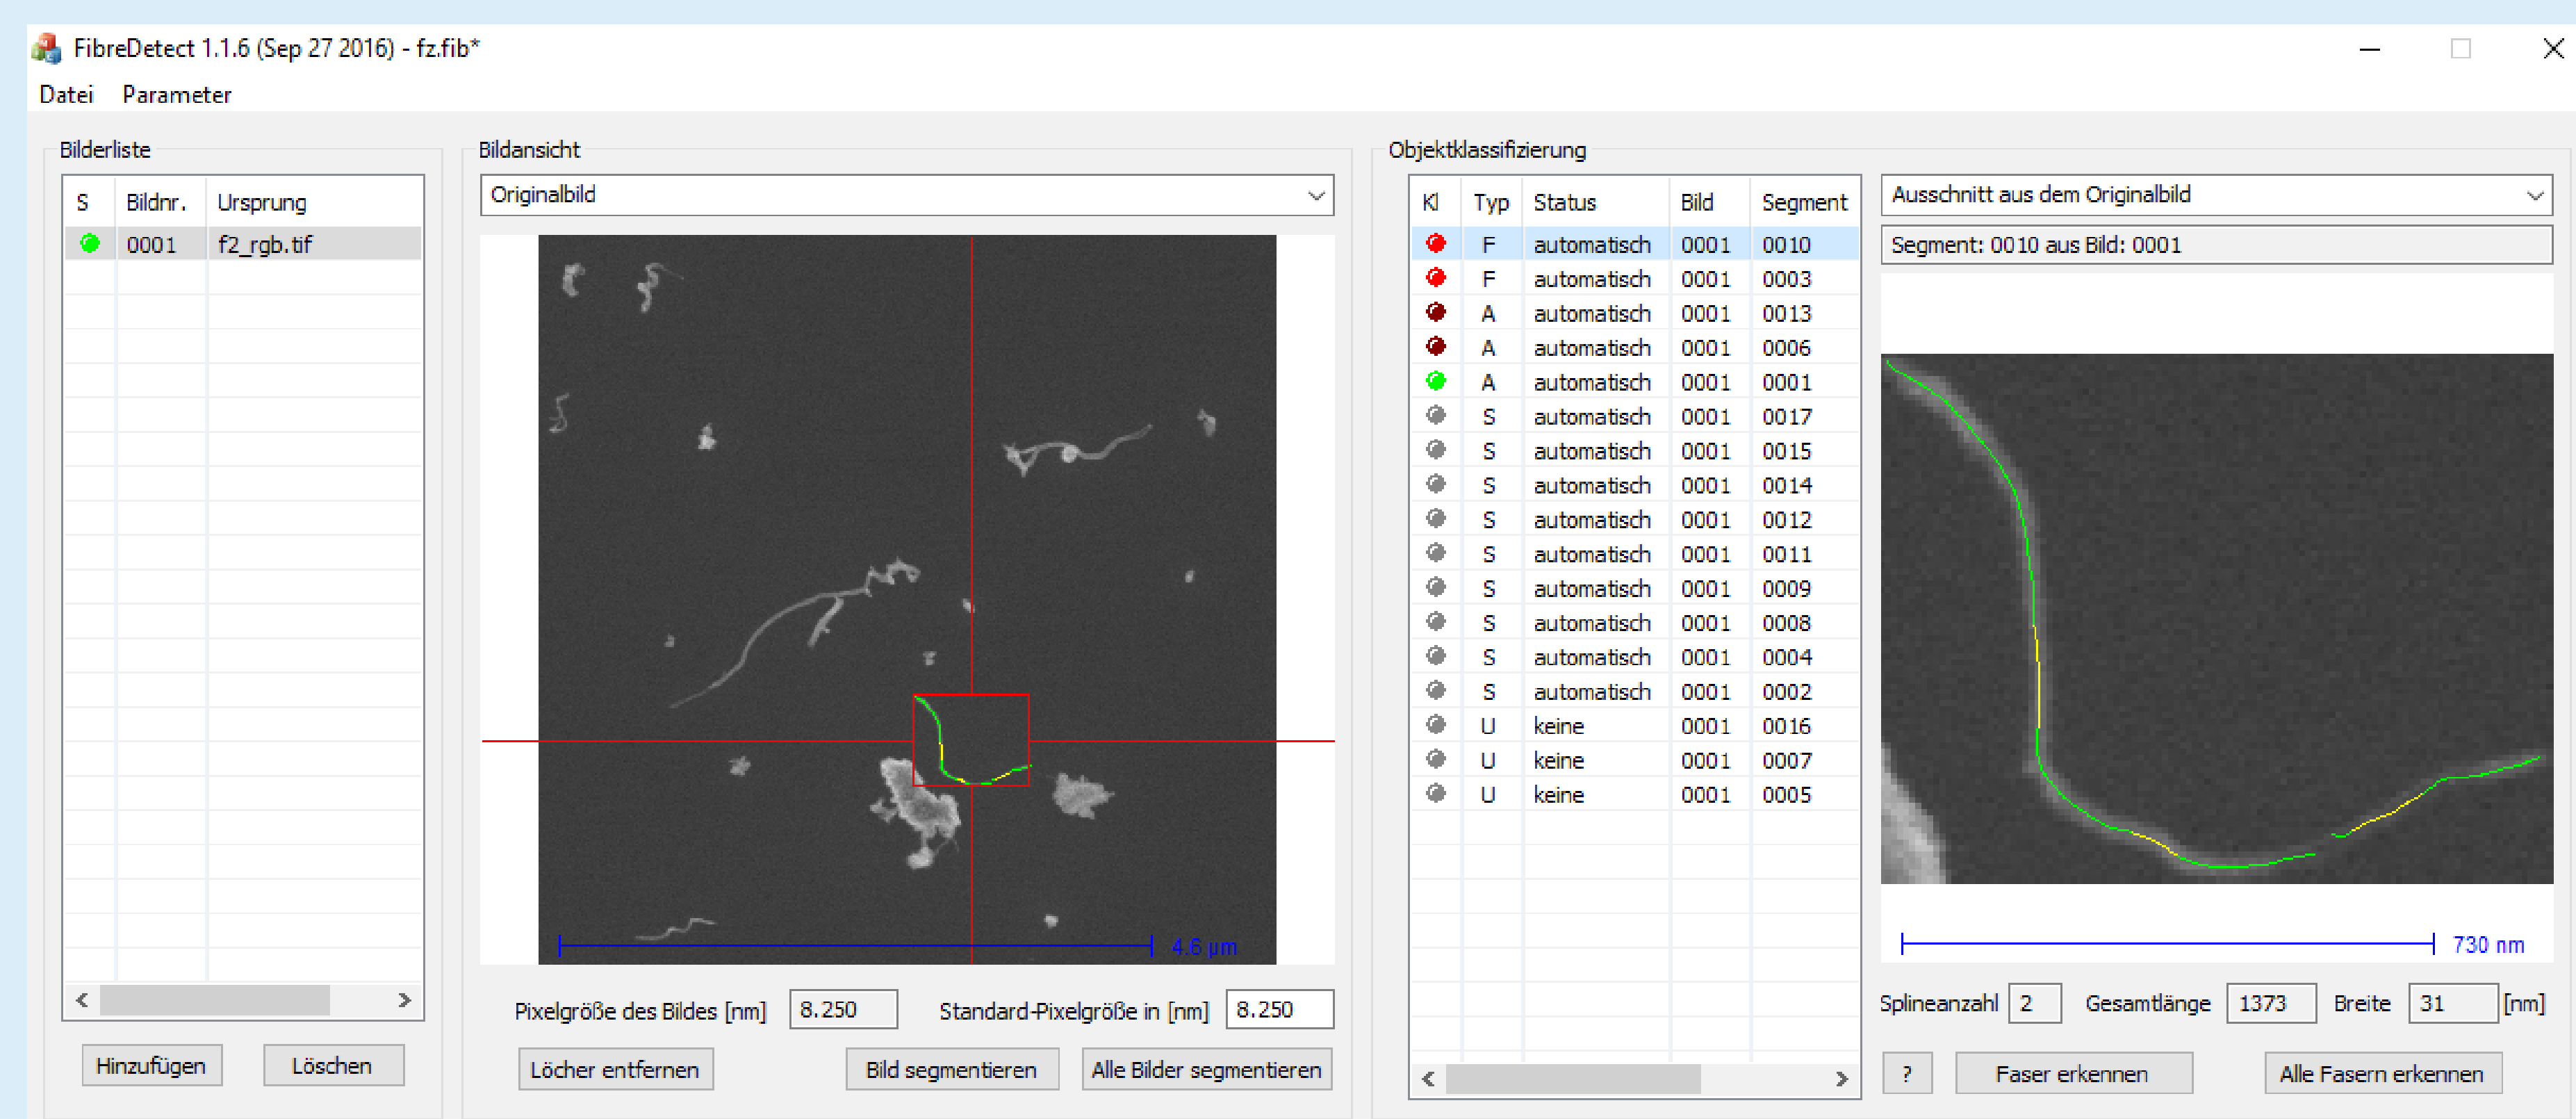 FibreDetect 1.1.6 (Sep 27 2016) - fz.fib*
Datei Parameter
Bilderliste
S Bildnr. Ursprung
0001 f2_rgb.tif
Hinzufügen Löschen
Bildansicht
Originalbild
4.6 µm
Pixelgröße des Bildes [nm] 8.250 Standard-Pixelgröße in [nm] 8.250
Löcher entfernen Bild segmentieren Alle Bilder segmentieren
Objektklassifizierung
Kl Typ Status Bild Segment
F automatisch 0001 0010
F automatisch 0001 0003
A automatisch 0001 0013
A automatisch 0001 0006
A automatisch 0001 0001
S automatisch 0001 0017
S automatisch 0001 0015
S automatisch 0001 0014
S automatisch 0001 0012
S automatisch 0001 0011
S automatisch 0001 0009
S automatisch 0001 0008
S automatisch 0001 0004
S automatisch 0001 0002
U keine 0001 0016
U keine 0001 0007
U keine 0001 0005
Ausschnitt aus dem Originalbild
Segment: 0010 aus Bild: 0001
730 nm
Splineanzahl 2 Gesamtlänge 1373 Breite 31 [nm]
? Faser erkennen Alle Fasern erkennen